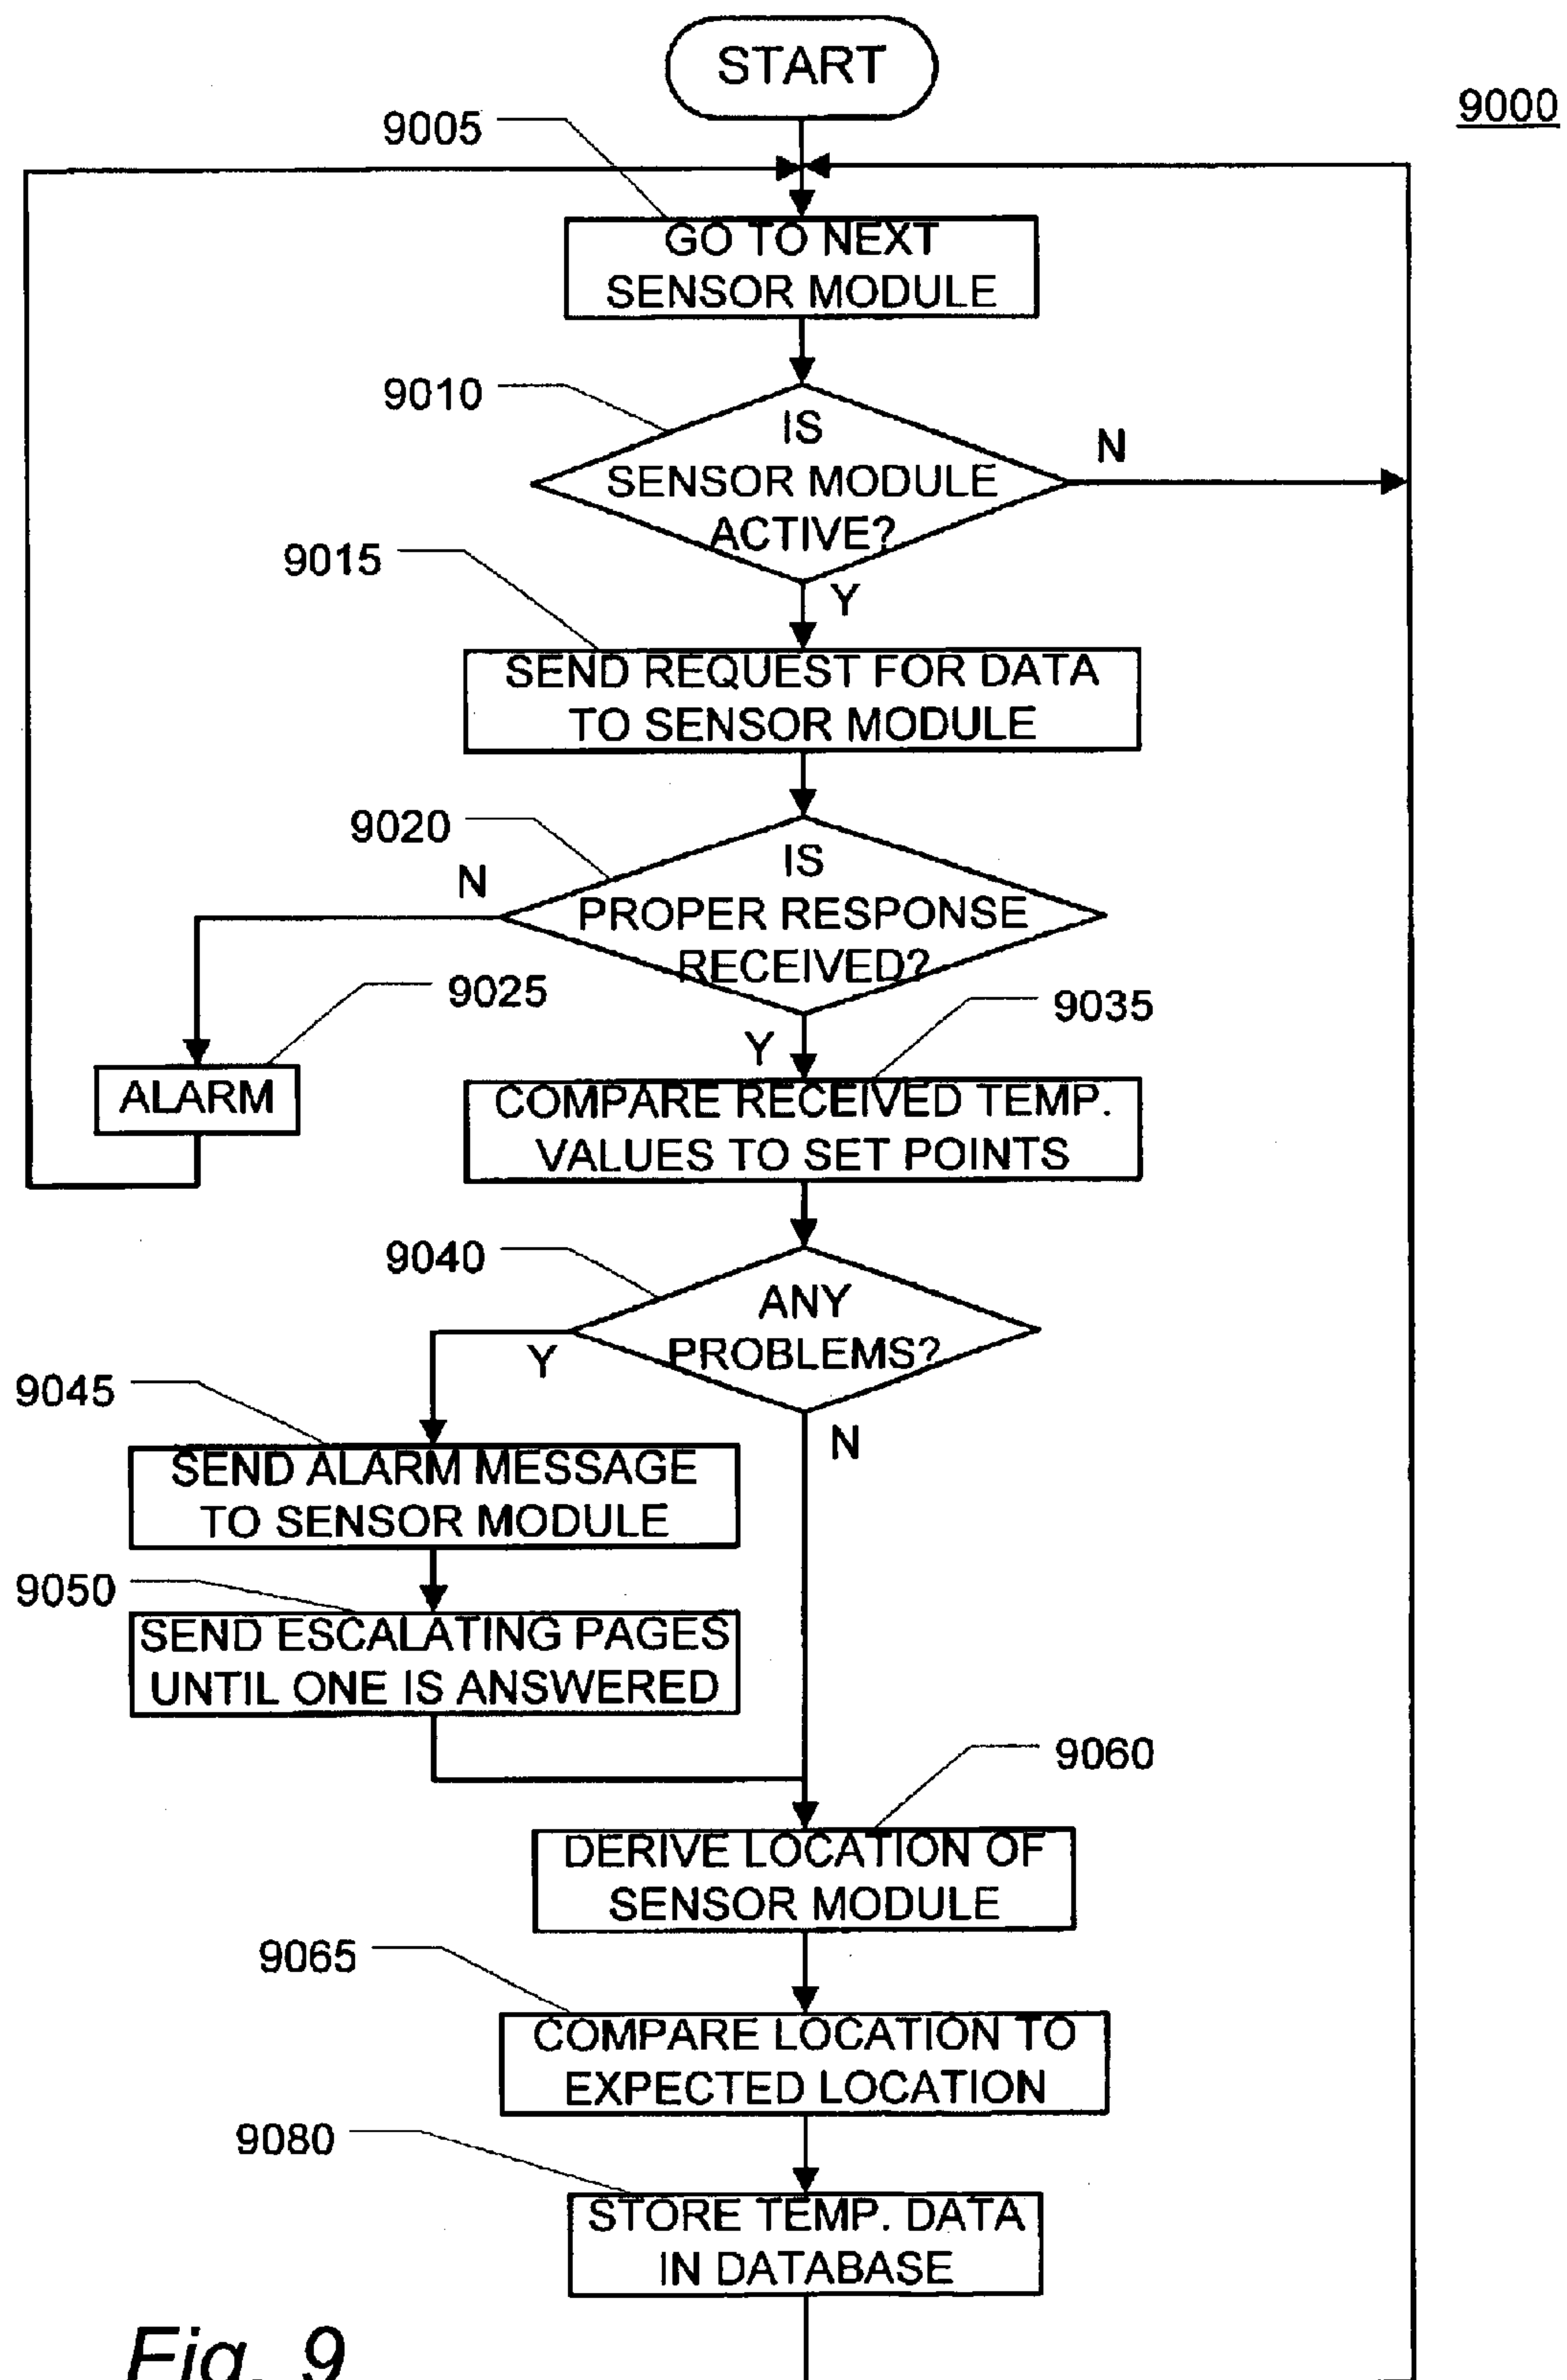 START
9000
9005
GO TO NEXT
SENSOR MODULE
9010
IS
SENSOR MODULE
ACTIVE?
N
Y
9015
SEND REQUEST FOR DATA
TO SENSOR MODULE
9020
IS
PROPER RESPONSE
RECEIVED?
N
Y
9025
ALARM
9035
COMPARE RECEIVED TEMP.
VALUES TO SET POINTS
9040
ANY
PROBLEMS?
Y
N
9045
SEND ALARM MESSAGE
TO SENSOR MODULE
9050
SEND ESCALATING PAGES
UNTIL ONE IS ANSWERED
9060
DERIVE LOCATION OF
SENSOR MODULE
9065
COMPARE LOCATION TO
EXPECTED LOCATION
9080
STORE TEMP. DATA
IN DATABASE
Fig. 9